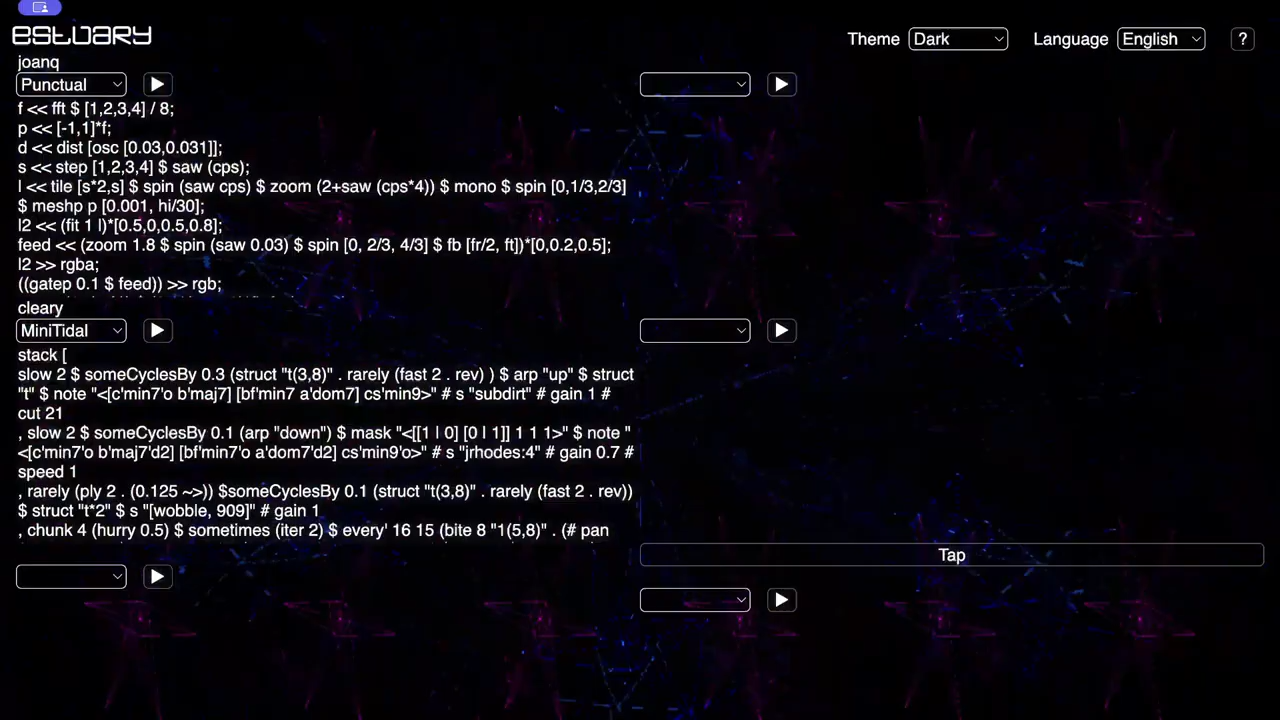 estuary
Theme Dark Language English ?
joanq
Punctual
f << fft $ [1,2,3,4] / 8;
p << [-1,1]*f;
d << dist [osc [0.03,0.031]];
s << step [1,2,3,4] $ saw (cps);
l << tile [s*2,s] $ spin (saw cps) $ zoom (2+saw (cps*4)) $ mono $ spin [0,1/3,2/3]
$ meshp p [0.001, hi/30];
l2 << (fit 1 l)*[0.5,0,0.5,0.8];
feed << (zoom 1.8 $ spin (saw 0.03) $ spin [0, 2/3, 4/3] $ fb [fr/2, ft])*[0,0.2,0.5];
l2 >> rgba;
((gatep 0.1 $ feed)) >> rgb;
cleary
MiniTidal
stack [
slow 2 $ someCyclesBy 0.3 (struct "t(3,8)" . rarely (fast 2 . rev) ) $ arp "up" $ struct
"t" $ note "<[c'min7'o b'maj7] [bf'min7 a'dom7] cs'min9>" # s "subdirt" # gain 1 #
cut 21
, slow 2 $ someCyclesBy 0.1 (arp "down") $ mask "<[[1 | 0] [0 | 1]] 1 1 1>" $ note "
<[c'min7'o b'maj7'd2] [bf'min7'o a'dom7'd2] cs'min9'o>" # s "jrhodes:4" # gain 0.7 #
speed 1
, rarely (ply 2 . (0.125 ~>)) $someCyclesBy 0.1 (struct "t(3,8)" . rarely (fast 2 . rev))
$ struct "t*2" $ s "[wobble, 909]" # gain 1
, chunk 4 (hurry 0.5) $ sometimes (iter 2) $ every' 16 15 (bite 8 "1(5,8)" . (# pan
Tap